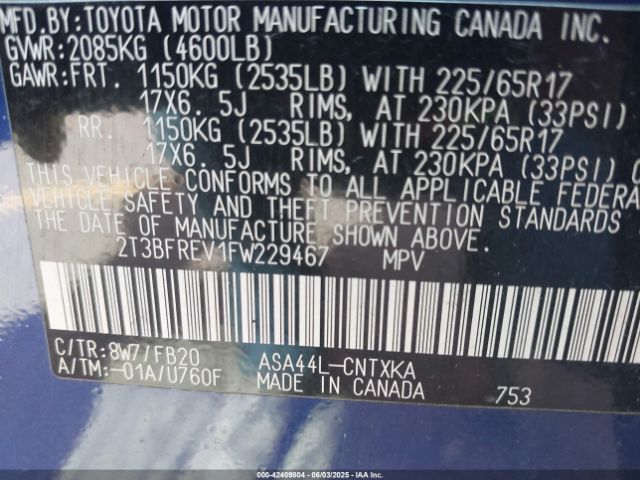 MFD.BY:TOYOTA MOTOR MANUFACTURING CANADA INC.
GVWR:2085KG (4600LB)
GAWR:FRT. 1150KG (2535LB) WITH 225/65R17
17X6. 5J RIMS, AT 230KPA (33PSI)
RR. 1150KG (2535LB) WITH 225/65R17
17X6. 5J RIMS, AT 230KPA (33PSI)
THIS VEHICLE CONFORMS TO ALL APPLICABLE FEDERA
VEHICLE SAFETY AND THEFT PREVENTION STANDARDS
THE DATE OF MANUFACTURE SHOWN ABOVE.
2T3BFREV1FW229467 MPV
C/TR:8W7/FB20 ASA44L-CNTXKA
A/TM:-01A/U760F MADE IN CANADA 753
000-42409804 06/03/2025 IAA